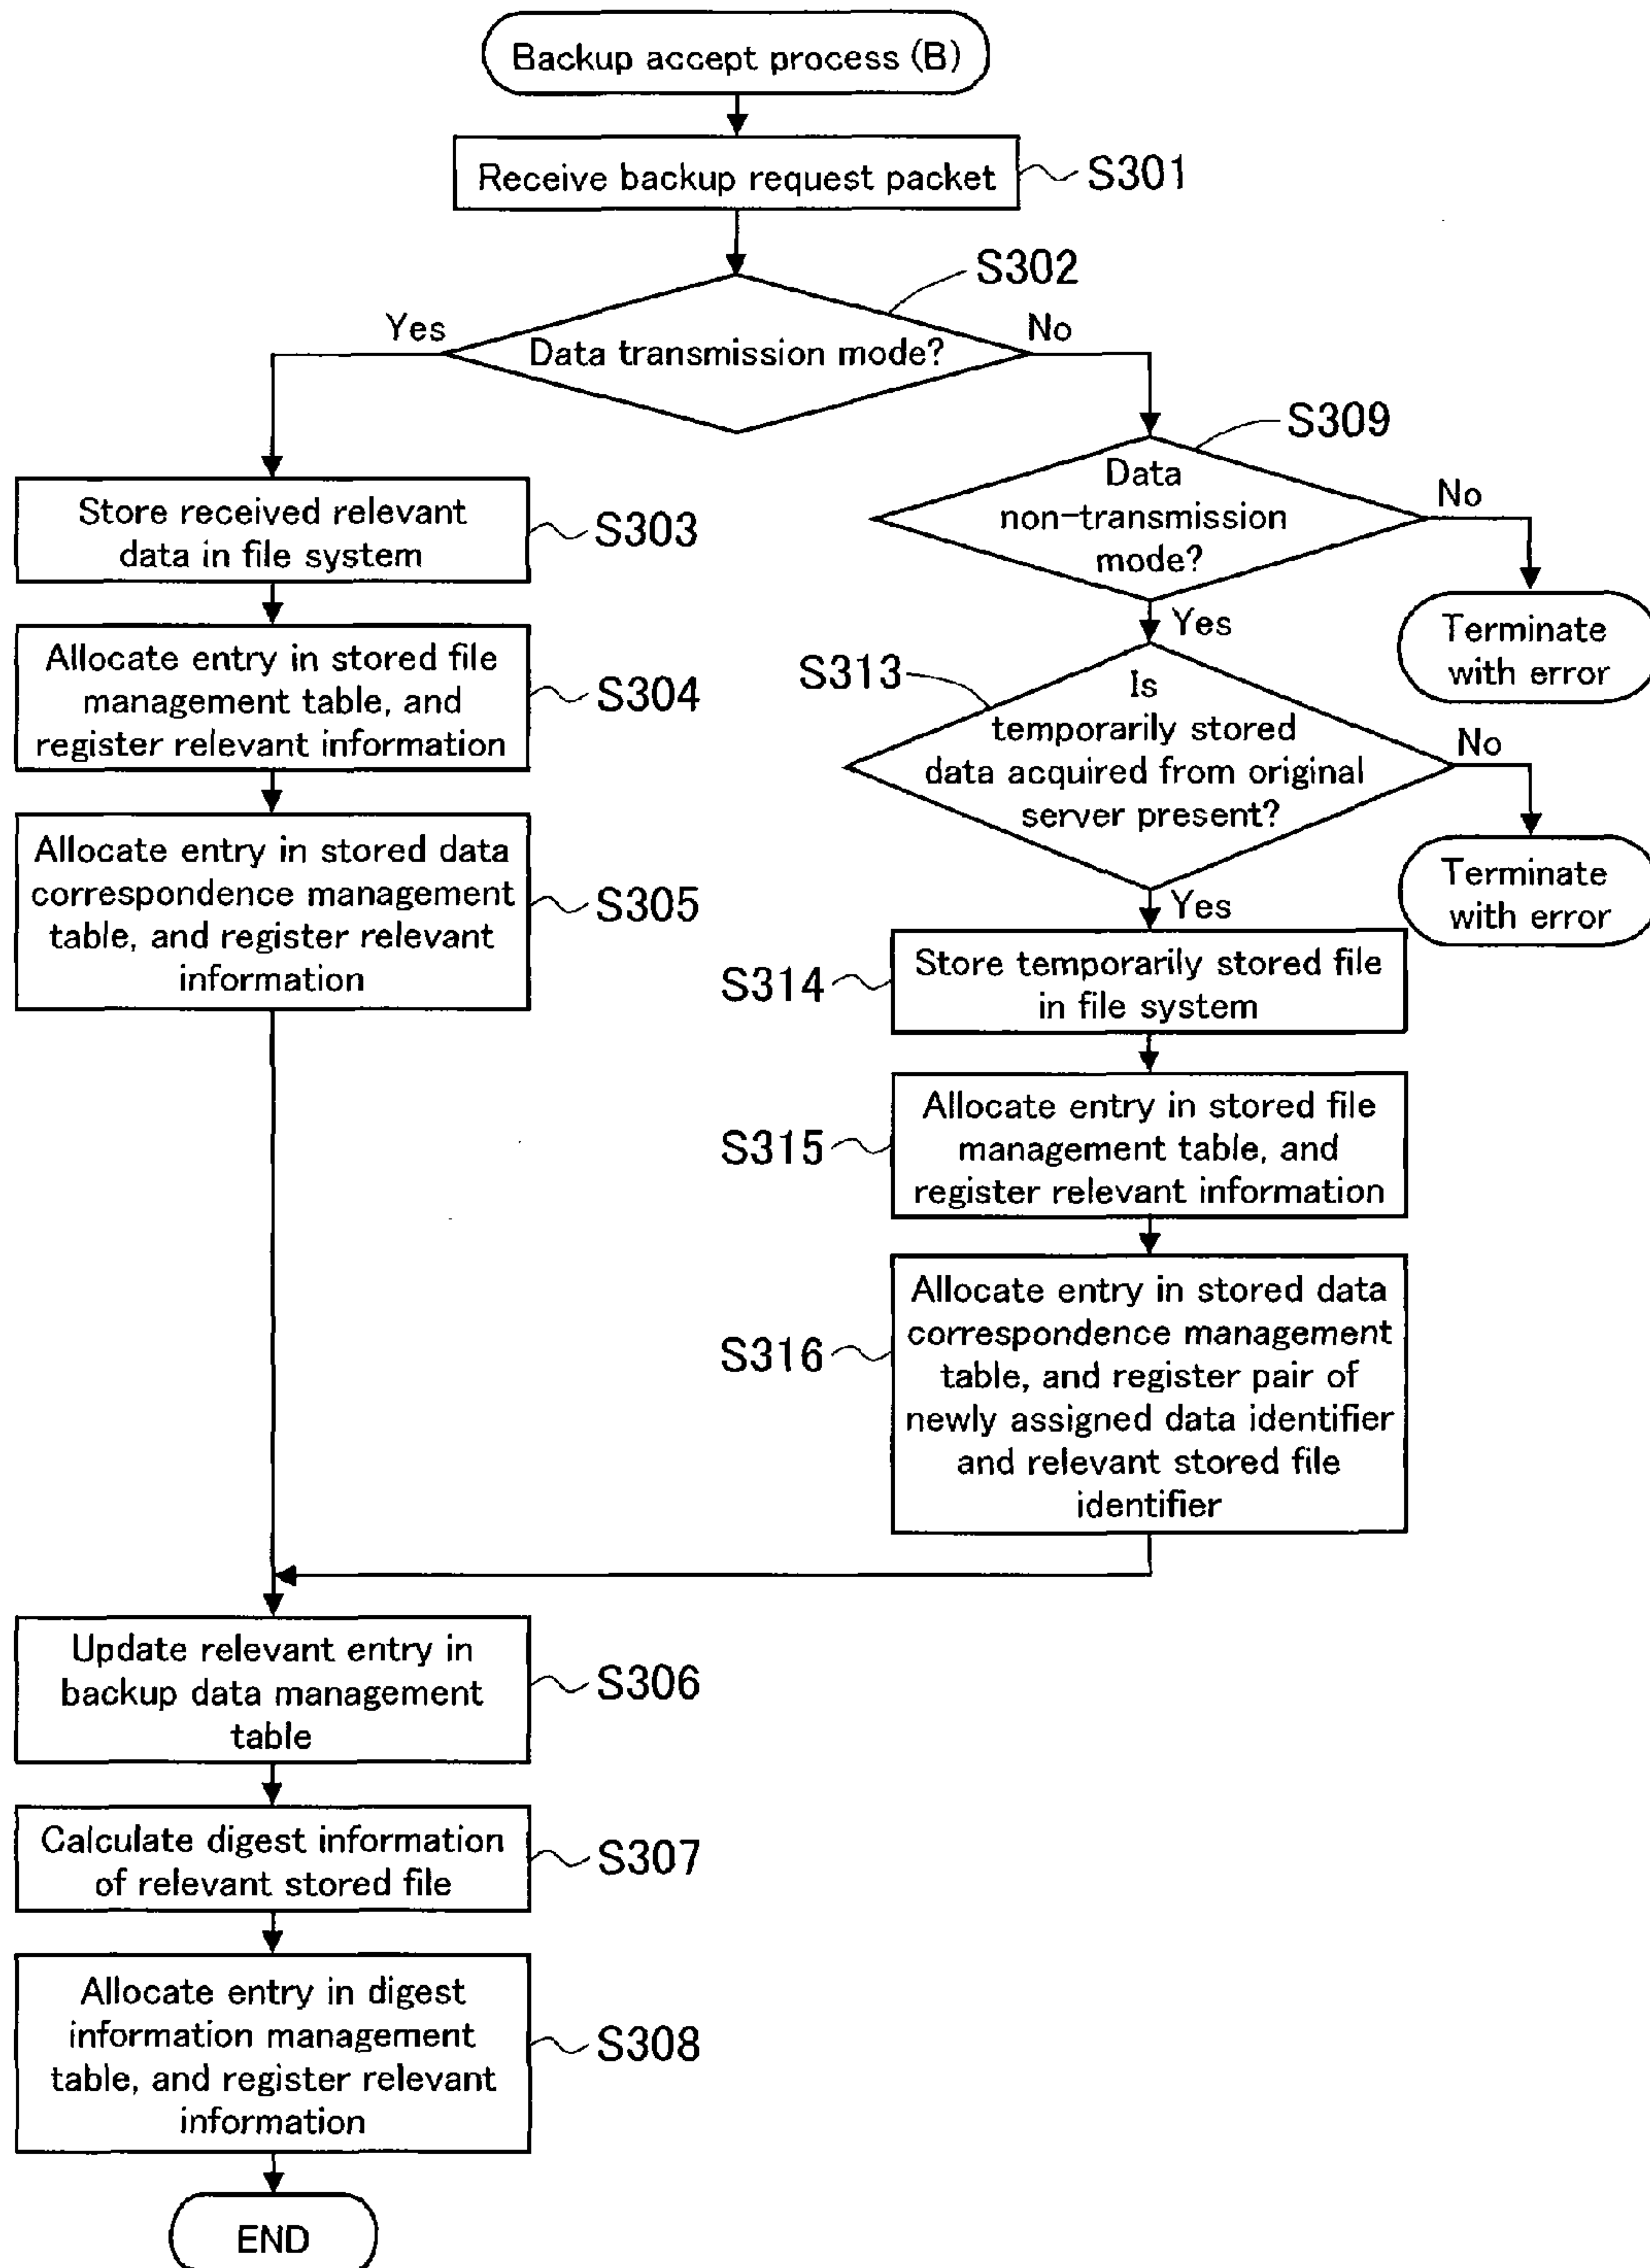 Backup accept process (B)
Receive backup request packet
S301
S302
Yes
No
Data transmission mode?
S309
Data
non-transmission
mode?
No
Terminate
with error
Yes
Store received relevant
data in file system
S303
Allocate entry in stored file
management table, and
register relevant information
S304
Allocate entry in stored data
correspondence management
table, and register relevant
information
S305
S313
Is
temporarily stored
data acquired from original
server present?
No
Terminate
with error
Yes
S314
Store temporarily stored file
in file system
S315
Allocate entry in stored file
management table, and
register relevant information
S316
Allocate entry in stored data
correspondence management
table, and register pair of
newly assigned data identifier
and relevant stored file
identifier
Update relevant entry in
backup data management
table
S306
Calculate digest information
of relevant stored file
S307
Allocate entry in digest
information management
table, and register relevant
information
S308
END